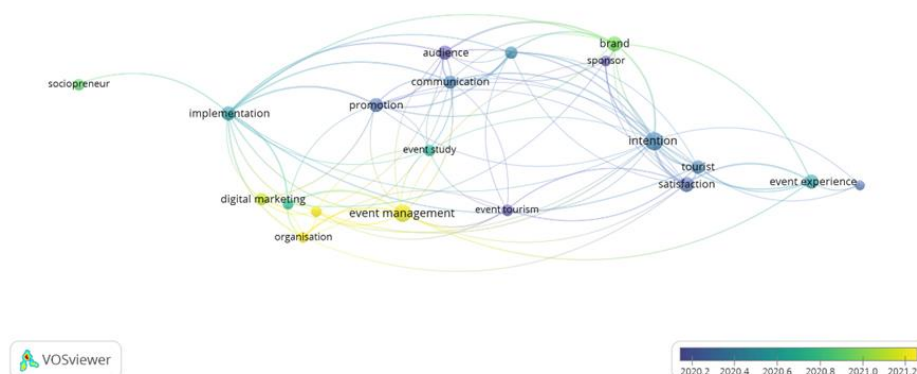 brand
audience
sponsor
communication
sociopreneur
promotion
implementation
intention
event study
tourist
satisfaction
event experience
digital marketing
event management
event tourism
organisation
VOSviewer
2020.2 2020.4 2020.6 2020.8 2021.0 2021.2